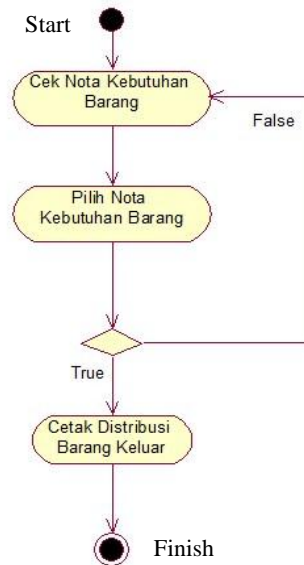 Start
Cek Nota Kebutuhan
Barang
False
Pilih Nota
Kebutuhan Barang
True
Cetak Distribusi
Barang Keluar
Finish